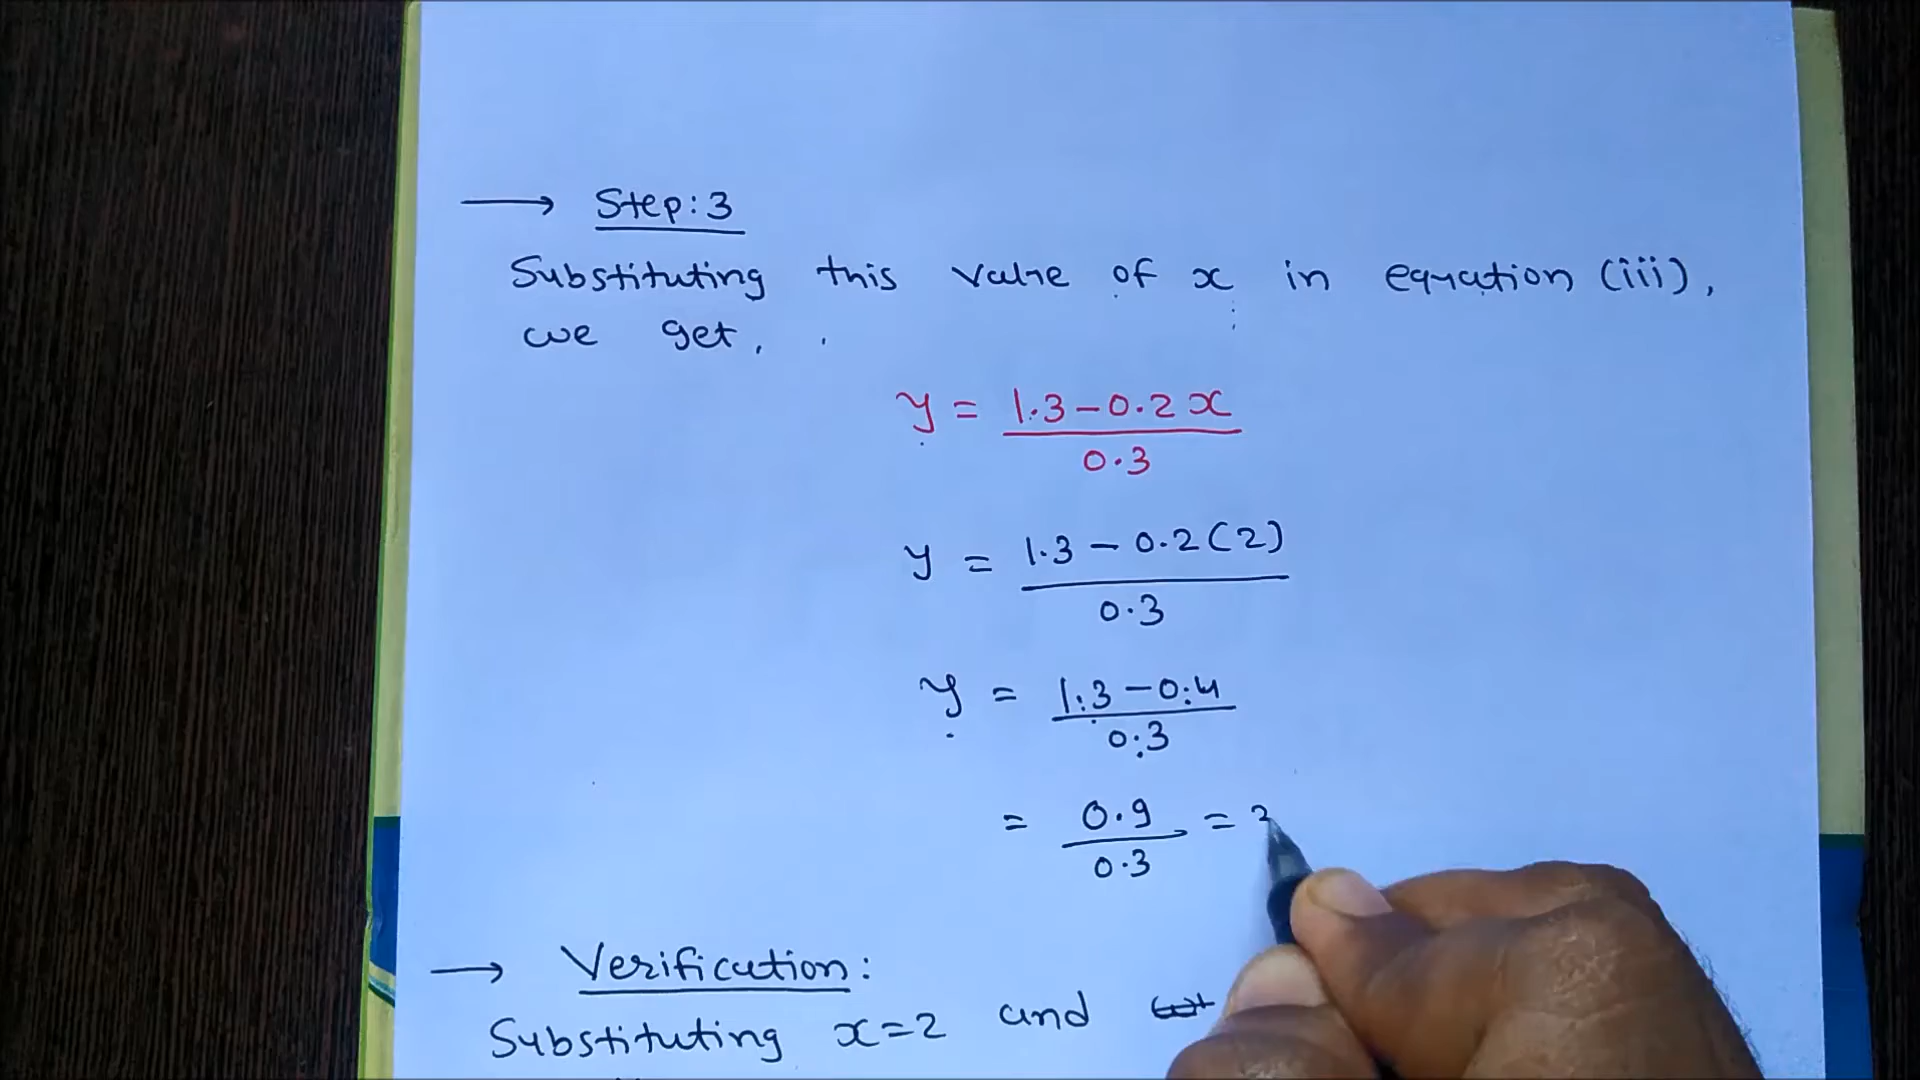 → Step:3
Substituting this value of x in equation (iii),
we get,
y = 1.3-0.2x
0.3
y = 1.3-0.2(2)
0.3
y = 1.3-0.4
0.3
= 0.9 =
0.3
→ Verification:
Substituting x=2 and